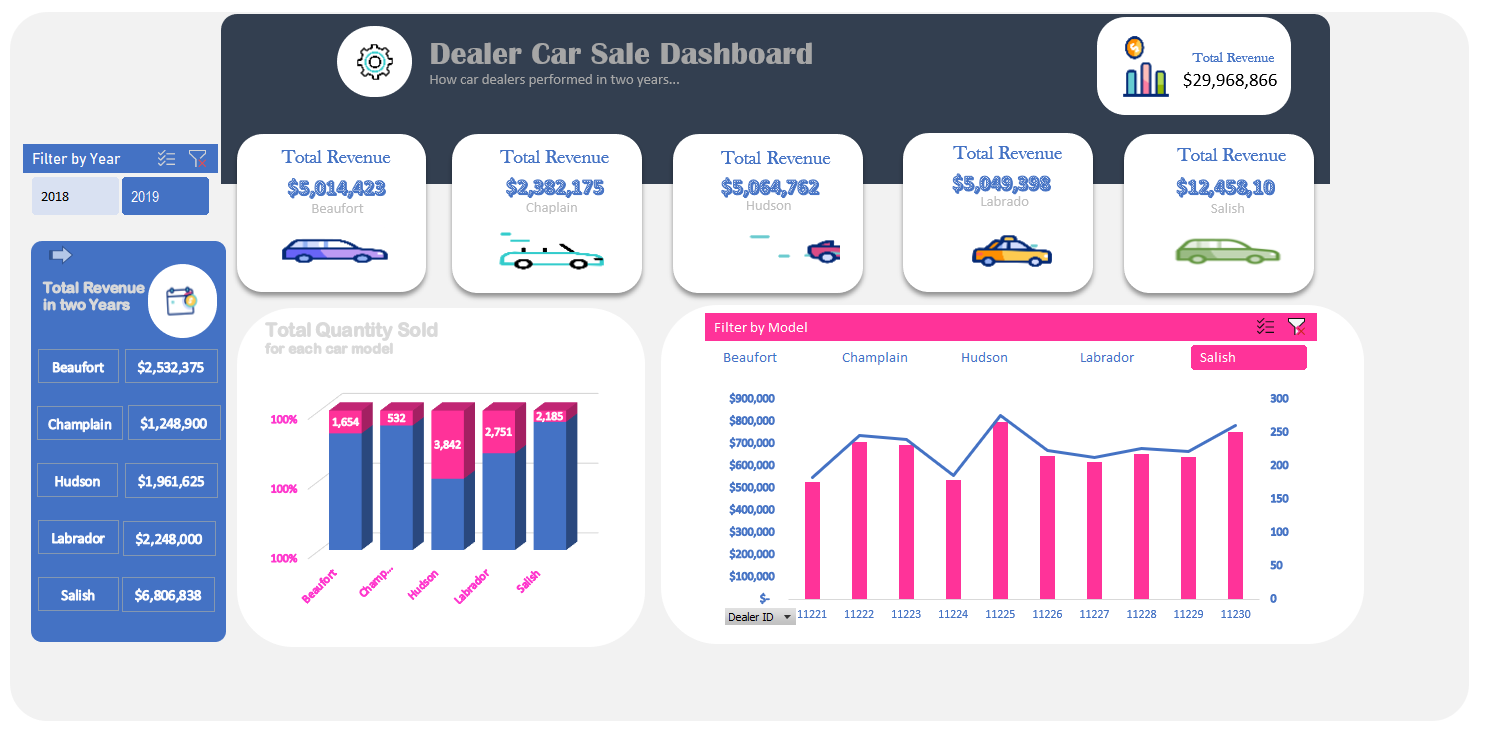 Dealer Car Sale Dashboard
How car dealers performed in two years...
Total Revenue
$29,968,866
Filter by Year
2018
2019
Total Revenue
$5,014,423
Beaufort
Total Revenue
$2,382,175
Chaplain
Total Revenue
$5,064,762
Hudson
Total Revenue
$5,049,398
Labrado
Total Revenue
$12,458,10
Salish
Total Revenue
in two Years
Beaufort $2,532,375
Champlain $1,248,900
Hudson $1,961,625
Labrador $2,248,000
Salish $6,806,838
Total Quantity Sold
for each car model
100%
100%
100%
1,654
532
3,842
2,751
2,185
Beaufort
Champ...
Hudson
Labrador
Salish
Filter by Model
Beaufort Champlain Hudson Labrador Salish
$900,000
$800,000
$700,000
$600,000
$500,000
$400,000
$300,000
$200,000
$100,000
$-
300
250
200
150
100
50
0
11221 11222 11223 11224 11225 11226 11227 11228 11229 11230
Dealer ID